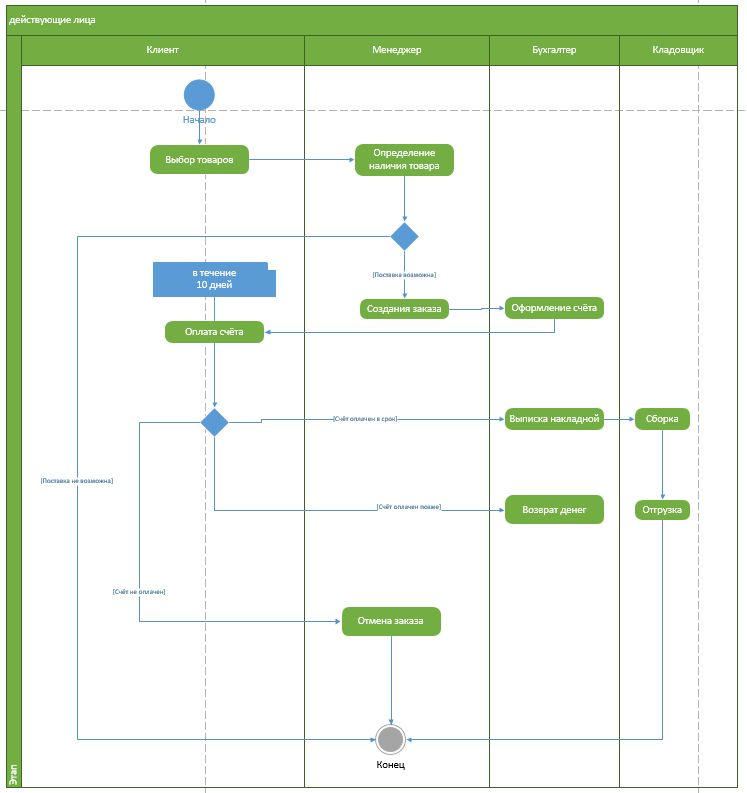 действующие лица
Клиент
Менеджер
Бухгалтер
Кладовщик
Начало
Выбор товаров
Определение
наличия товара
[Поставка возможна]
в течение
10 дней
Создания заказа
Оформление счёта
Оплата счёта
[Счёт оплачен в срок]
Выписка накладной
Сборка
[Поставка не возможна]
[Счёт оплачен позже]
Возврат денег
Отгрузка
[Счёт не оплачен]
Отмена заказа
Конец
Этап